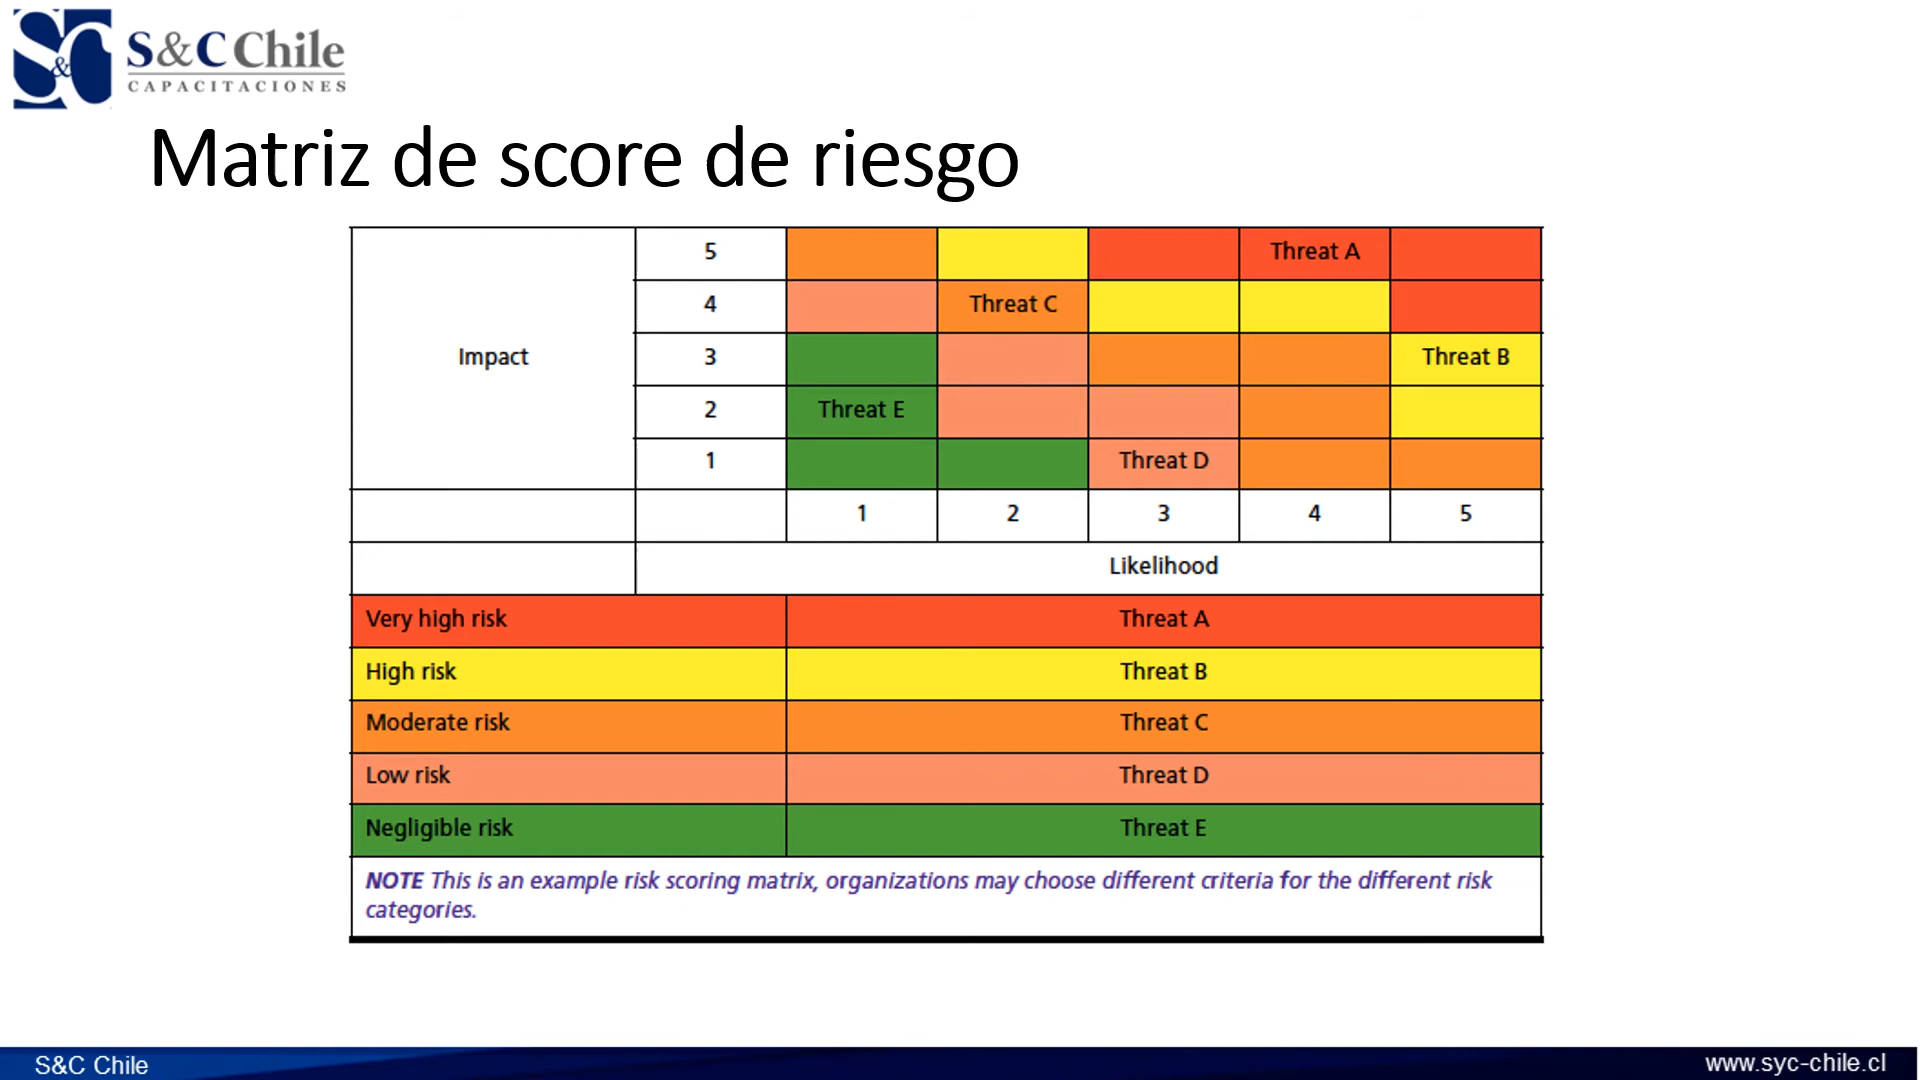 S&C Chile
CAPACITACIONES
Matriz de score de riesgo
5 Threat A
4 Threat C
Impact 3 Threat B
2 Threat E
1 Threat D
1 2 3 4 5
Likelihood
Very high risk Threat A
High risk Threat B
Moderate risk Threat C
Low risk Threat D
Negligible risk Threat E
NOTE This is an example risk scoring matrix, organizations may choose different criteria for the different risk
categories.
S&C Chile www.syc-chile.cl